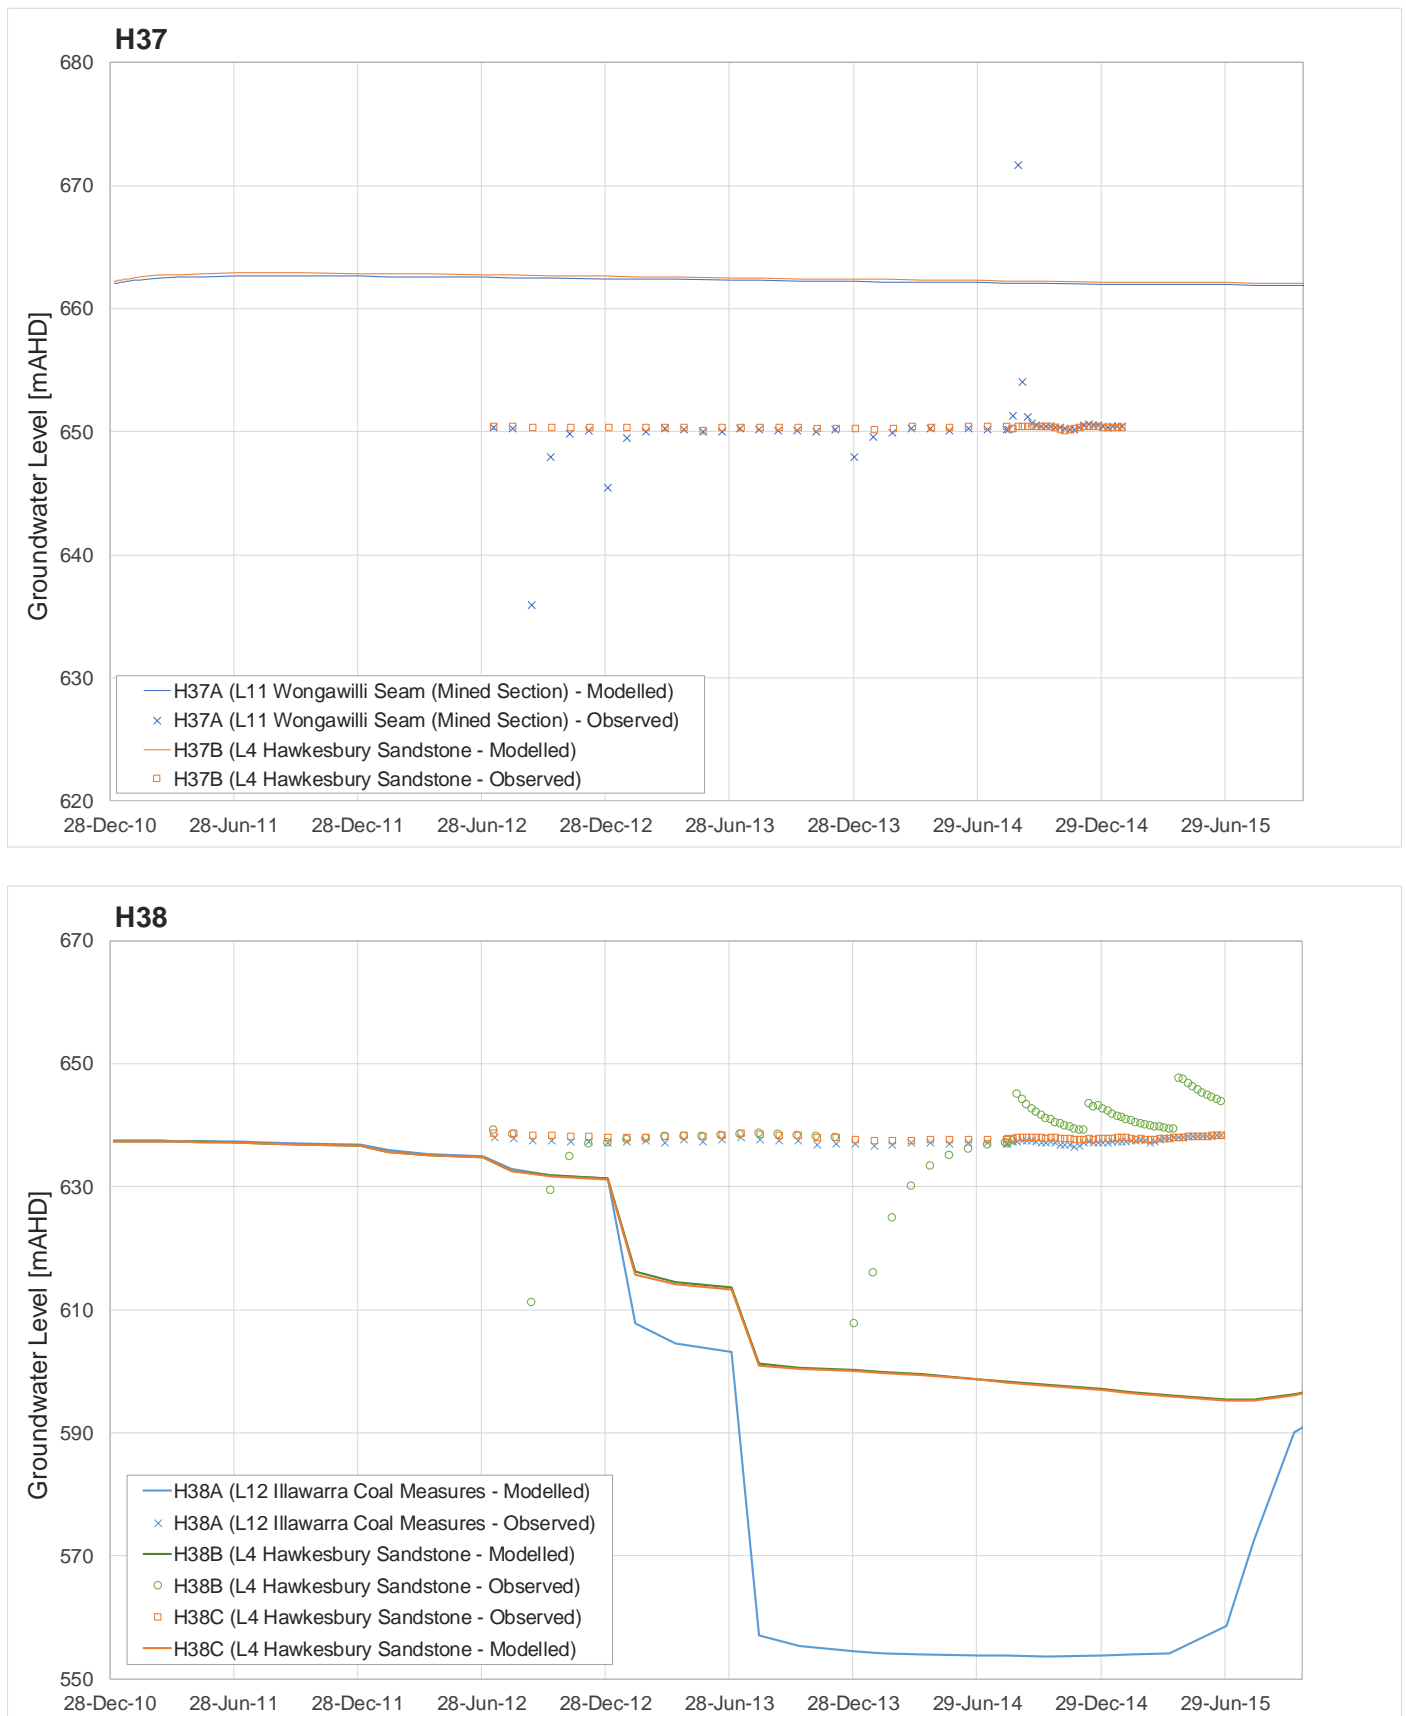 H37
680
670
660
650
640
630
620
Groundwater Level [mAHD]
H37A (L11 Wongawilli Seam (Mined Section) - Modelled)
H37A (L11 Wongawilli Seam (Mined Section) - Observed)
H37B (L4 Hawkesbury Sandstone - Modelled)
H37B (L4 Hawkesbury Sandstone - Observed)
28-Dec-10 28-Jun-11 28-Dec-11 28-Jun-12 28-Dec-12 28-Jun-13 28-Dec-13 29-Jun-14 29-Dec-14 29-Jun-15
H38
670
650
630
610
590
570
550
Groundwater Level [mAHD]
H38A (L12 Illawarra Coal Measures - Modelled)
H38A (L12 Illawarra Coal Measures - Observed)
H38B (L4 Hawkesbury Sandstone - Modelled)
H38B (L4 Hawkesbury Sandstone - Observed)
H38C (L4 Hawkesbury Sandstone - Observed)
H38C (L4 Hawkesbury Sandstone - Modelled)
28-Dec-10 28-Jun-11 28-Dec-11 28-Jun-12 28-Dec-12 28-Jun-13 28-Dec-13 29-Jun-14 29-Dec-14 29-Jun-15